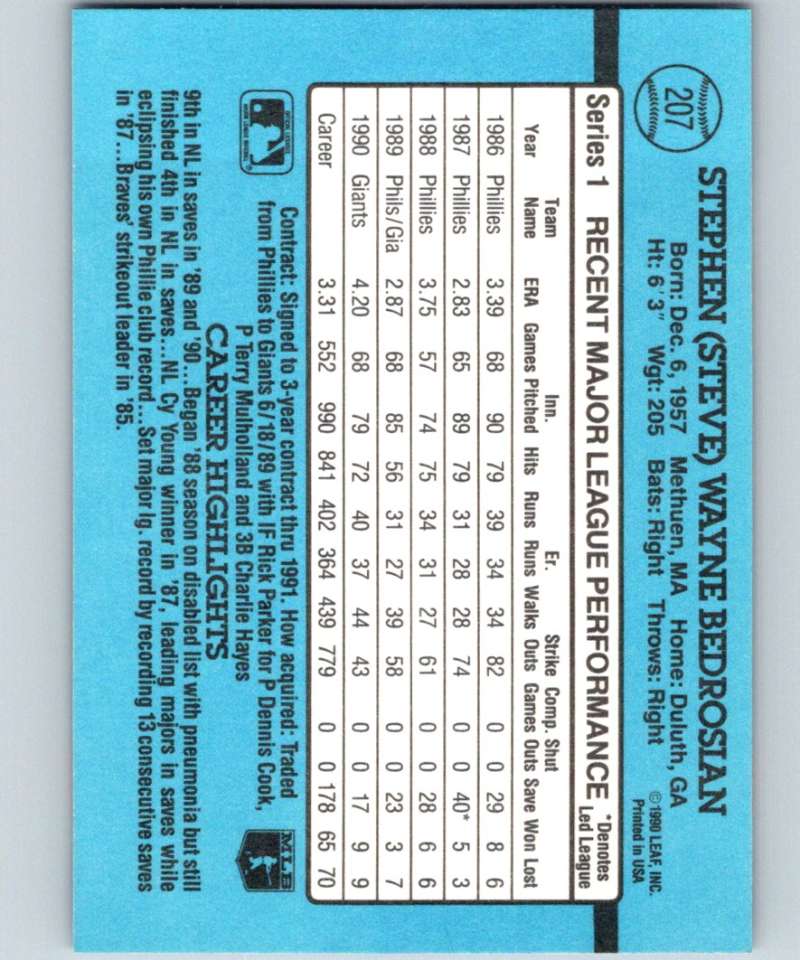 207
STEPHEN (STEVE) WAYNE BEDROSIAN
Born: Dec. 6, 1957 Methuen, MA Home: Duluth, GA
Ht: 6' 3" Wgt: 205 Bats: Right Throws: Right
© 1990 LEAF, INC.
Printed in USA
Series 1 RECENT MAJOR LEAGUE PERFORMANCE *Denotes Led League
Year Team Name ERA Games Inn. Pitched Hits Runs Er. Runs Walks Strike Outs Comp. Games Shut Outs Save Won Lost
1986 Phillies 3.39 68 90 79 39 34 34 82 0 0 29 8 6
1987 Phillies 2.83 65 89 79 31 28 28 74 0 0 40* 5 3
1988 Phillies 3.75 57 74 75 34 31 27 61 0 0 28 6 6
1989 Phils/Gia 2.87 68 85 56 31 27 39 58 0 0 23 3 7
1990 Giants 4.20 68 79 72 40 37 44 43 0 0 17 9 9
Career 3.31 552 990 841 402 364 439 779 0 0 178 65 70
Contract: Signed to 3-year contract thru 1991. How acquired: Traded
from Phillies to Giants 6/18/89 with IF Rick Parker for P Dennis Cook,
P Terry Mulholland and 3B Charlie Hayes
MLB
CAREER HIGHLIGHTS
9th in NL in saves in '89 and '90...Began '88 season on disabled list with pneumonia but still
finished 4th in NL in saves...NL Cy Young winner in '87, leading majors in saves while
eclipsing his own Phillie club record...Set major lg. record by recording 13 consecutive saves
in '87...Braves' strikeout leader in '85.